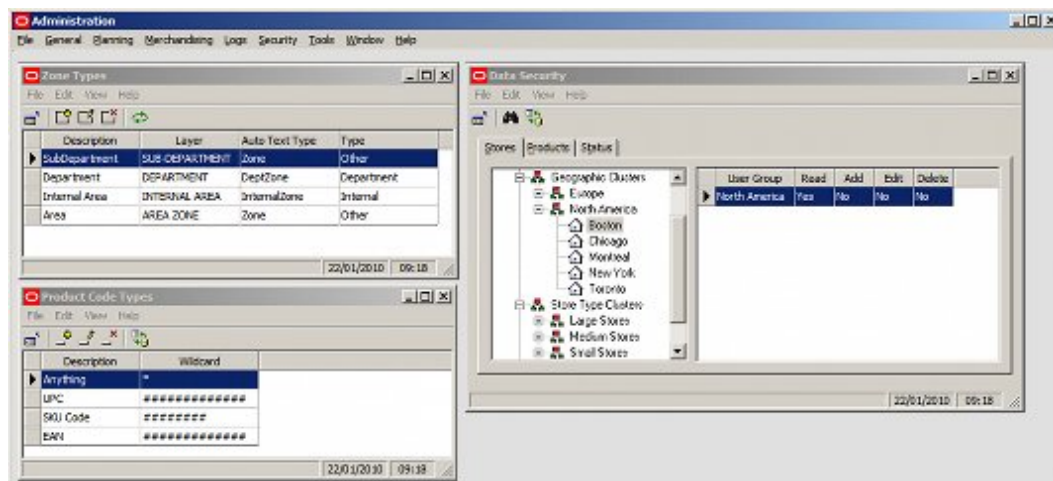 Administration
File General Planning Merchandising Logs Security Tools Window Help
Zone Types
File Edit View Help
Description Layer Auto Text Type Type
SubDepartment SUB-DEPARTMENT Zone Other
Department DEPARTMENT DeptZone Department
Internal Area INTERNAL AREA InternalZone Internal
Area AREA ZONE Zone Other
22/01/2010 09:18
Product Code Types
File Edit View Help
Description Wildcard
Anything *
UPC #############
SKU Code ########
EAN #############
22/01/2010 09:18
Data Security
File Edit View Help
Stores Products Status
Geographic Clusters
Europe
North America
Boston
Chicago
Montreal
New York
Toronto
Store Type Clusters
Large Stores
Medium Stores
Small Stores
User Group Read Add Edit Delete
North America Yes No No No
22/01/2010 09:18